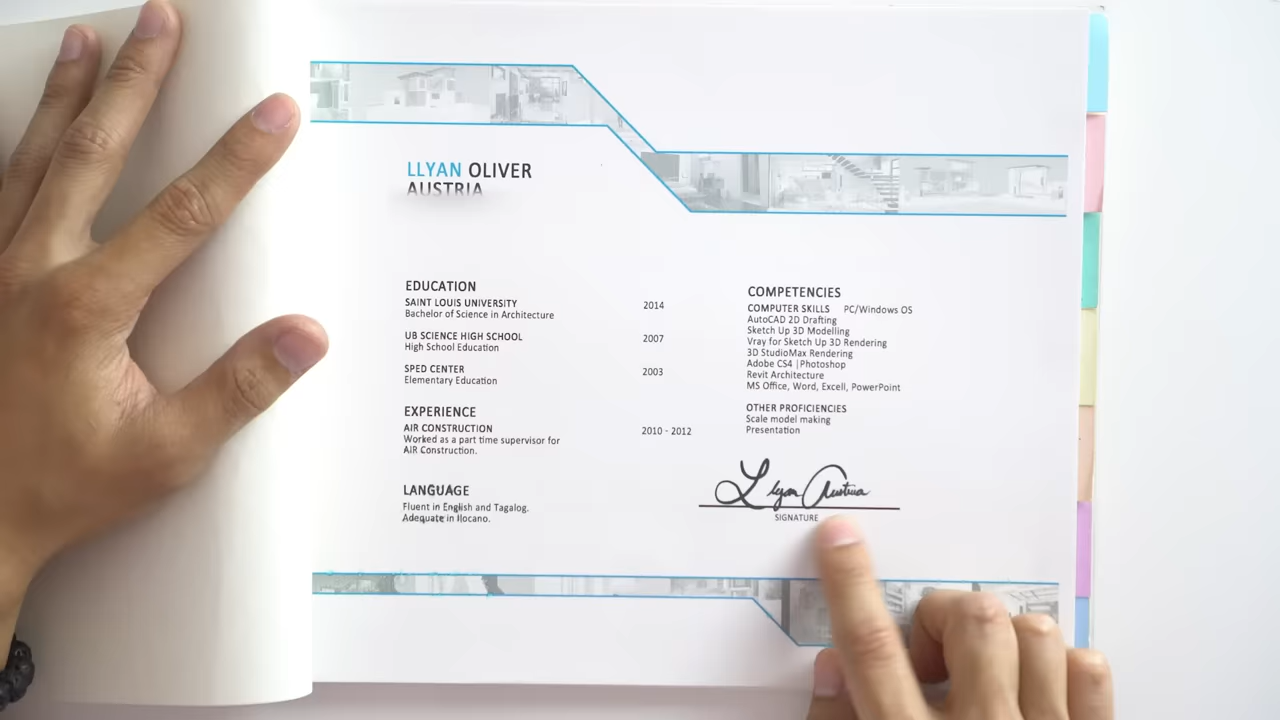 LLYAN OLIVER
AUSTRIA
EDUCATION
SAINT LOUIS UNIVERSITY 2014
Bachelor of Science in Architecture
UB SCIENCE HIGH SCHOOL 2007
High School Education
SPED CENTER 2003
Elementary Education
EXPERIENCE
AIR CONSTRUCTION 2010 - 2012
Worked as a part time supervisor for
AIR Construction.
LANGUAGE
Fluent in English and Tagalog.
Adequate in Ilocano.
COMPETENCIES
COMPUTER SKILLS PC/Windows OS
AutoCAD 2D Drafting
Sketch Up 3D Modelling
Vray for Sketch Up 3D Rendering
3D StudioMax Rendering
Adobe CS4 |Photoshop
Revit Architecture
MS Office, Word, Excell, PowerPoint
OTHER PROFICIENCIES
Scale model making
Presentation
Llyan Austria
SIGNATURE